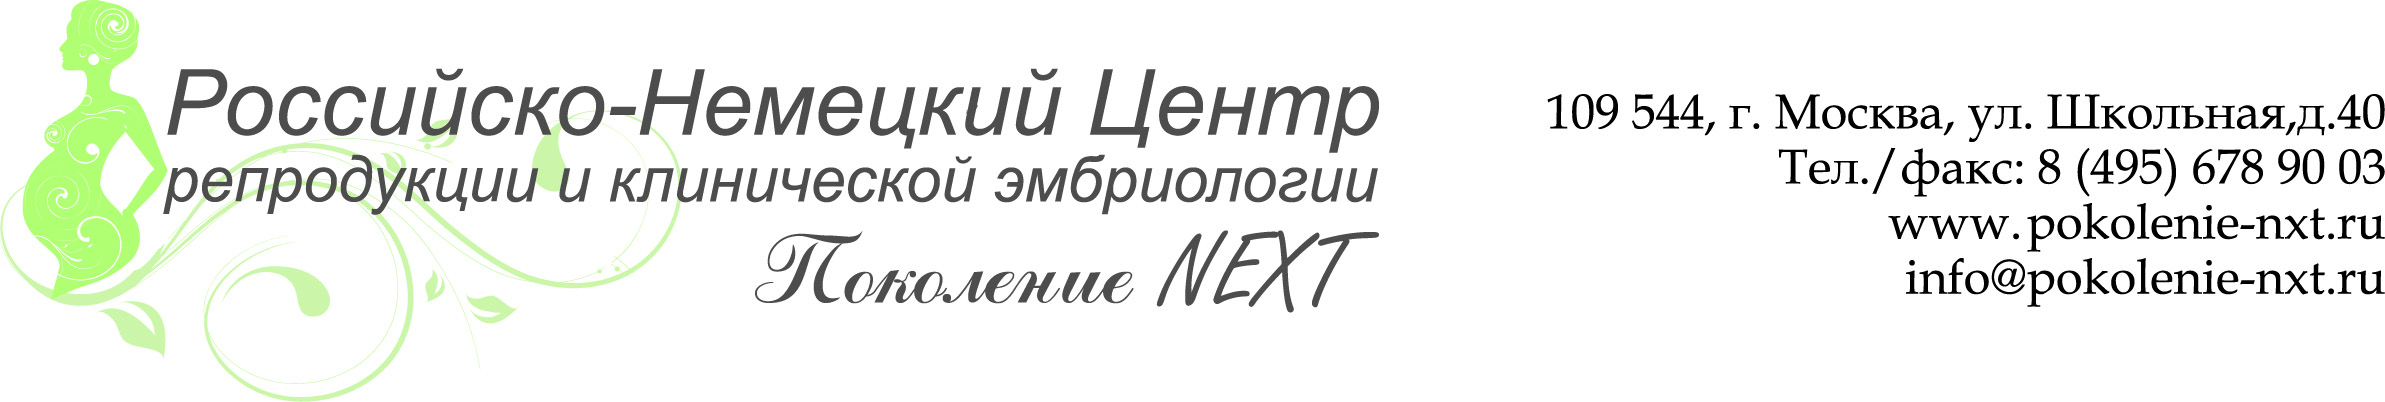 Российско-Немецкий Центр
репродукции и клинической эмбриологии
Поколение NEXT
109 544, г. Москва, ул. Школьная,д.40
Тел./факс: 8 (495) 678 90 03
www.pokolenie-nxt.ru
info@pokolenie-nxt.ru